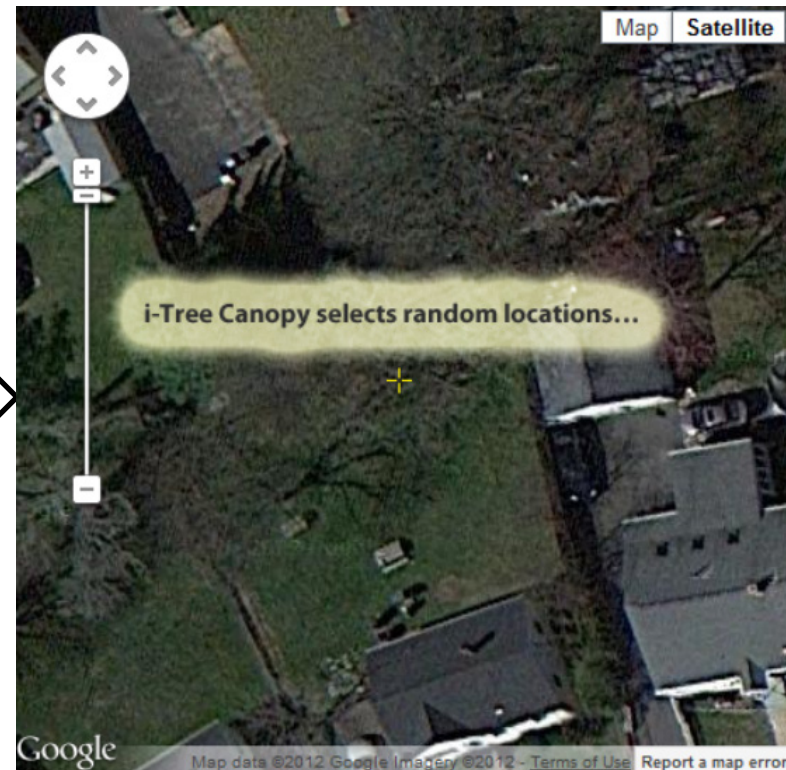 Map Satellite
i-Tree Canopy selects random locations...
Google
Map data ©2012 Google Imagery ©2012 - Terms of Use Report a map error